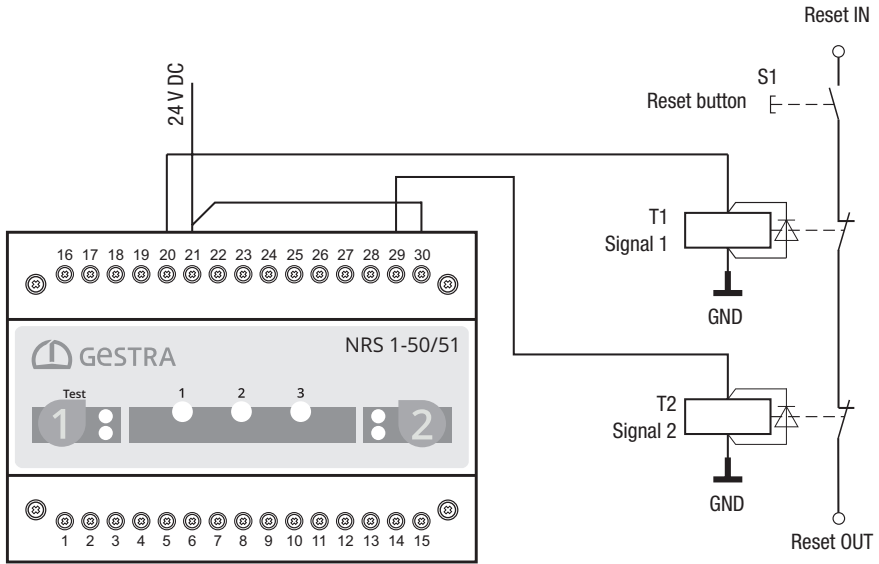 Reset IN
S1
Reset button
24 V DC
T1
Signal 1
GND
16 17 18 19 20 21 22 23 24 25 26 27 28 29 30
GESTRA
NRS 1-50/51
Test
1 2 3
1 2
T2
Signal 2
GND
1 2 3 4 5 6 7 8 9 10 11 12 13 14 15
Reset OUT